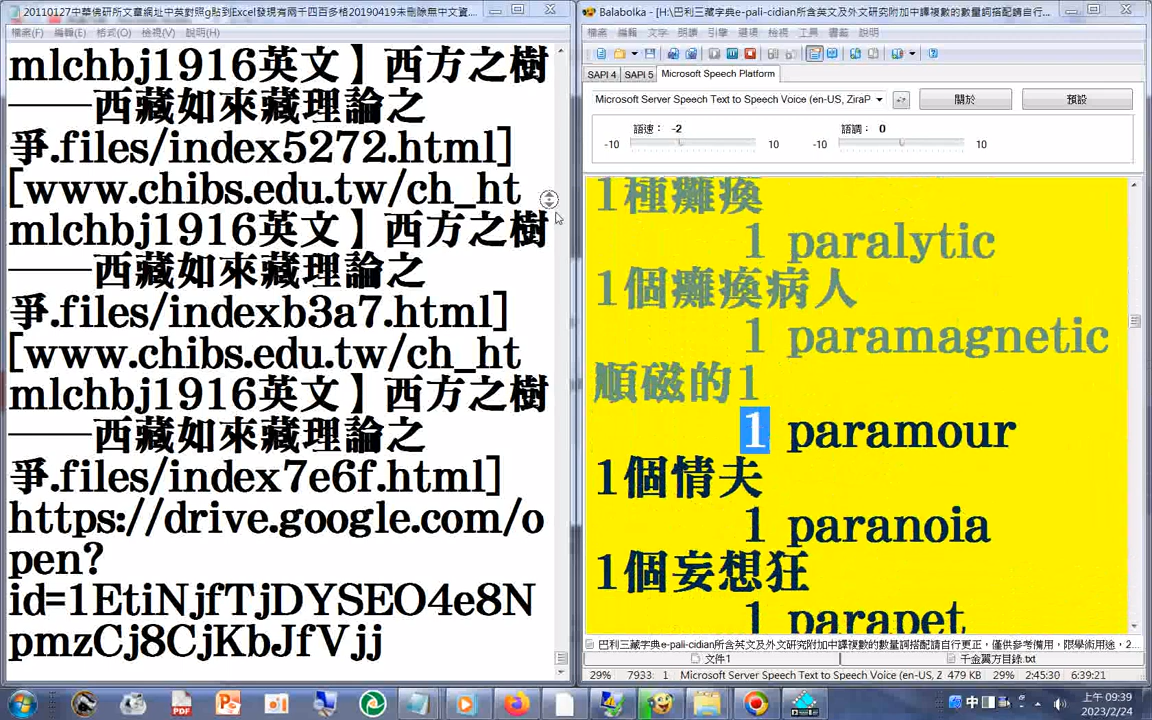 20110127中華佛研所文章網址中英對照g貼到Excel發現有兩千四百多格20190419未刪除無中文資...
檔案(F) 編輯(E) 格式(O) 檢視(V) 說明(H)
mlchbj1916英文】西方之樹
——西藏如來藏理論之
爭.files/index5272.html]
[www.chibs.edu.tw/ch_ht
mlchbj1916英文】西方之樹
——西藏如來藏理論之
爭.files/indexb3a7.html]
[www.chibs.edu.tw/ch_ht
mlchbj1916英文】西方之樹
——西藏如來藏理論之
爭.files/index7e6f.html]
https://drive.google.com/o
pen?
id=1EtiNjfTjDYSEO4e8N
pmzCj8CjKbJfVjj
Balabolka - [H:\巴利三藏字典e-pali-cidian所含英文及外文研究附加中譯複數的數量詞搭配請自行...
檔案 編輯 文字 朗讀 引擎 選項 檢視 工具 書籤 說明
SAPI 4 SAPI 5 Microsoft Speech Platform
Microsoft Server Speech Text to Speech Voice (en-US, ZiraP 關於 預設
語速： -2 語調： 0
-10 10 -10 10
1種癱瘓
1 paralytic
1個癱瘓病人
1 paramagnetic
順磁的1
1 paramour
1個情夫
1 paranoia
1個妄想狂
1 parapet
巴利三藏字典e-pali-cidian所含英文及外文研究附加中譯複數的數量詞搭配請自行更正，僅供參考備用，限學術用途，2...
文件1 千金翼方目錄.txt
29% 7933: 1 Microsoft Server Speech Text to Speech Voice (en-US, ZiraP 479 KB 29% 2:45:30 6:39:21
中
上午 09:39
2023/2/24